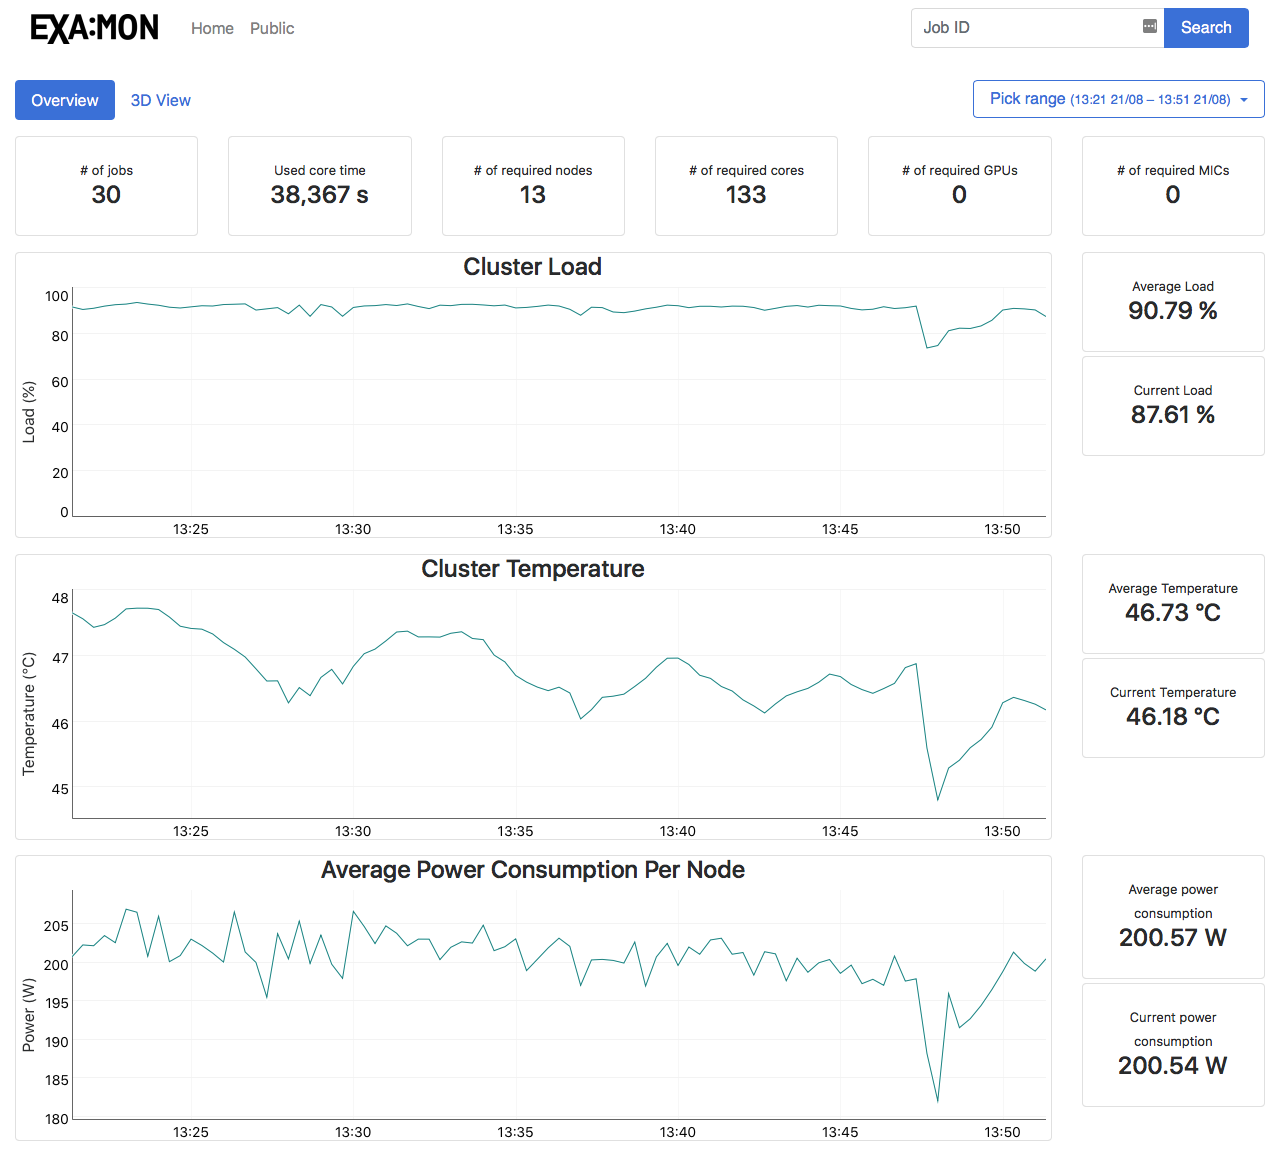 EXA:MON
Home Public
Job ID
Search
Overview
3D View
Pick range (13:21 21/08 – 13:51 21/08)
# of jobs
30
Used core time
38,367 s
# of required nodes
13
# of required cores
133
# of required GPUs
0
# of required MICs
0
Cluster Load
100
80
60
40
20
0
Load (%)
13:25 13:30 13:35 13:40 13:45 13:50
Average Load
90.79 %
Current Load
87.61 %
Cluster Temperature
48
47
46
45
Temperature (°C)
13:25 13:30 13:35 13:40 13:45 13:50
Average Temperature
46.73 °C
Current Temperature
46.18 °C
Average Power Consumption Per Node
205
200
195
190
185
180
Power (W)
13:25 13:30 13:35 13:40 13:45 13:50
Average power
consumption
200.57 W
Current power
consumption
200.54 W